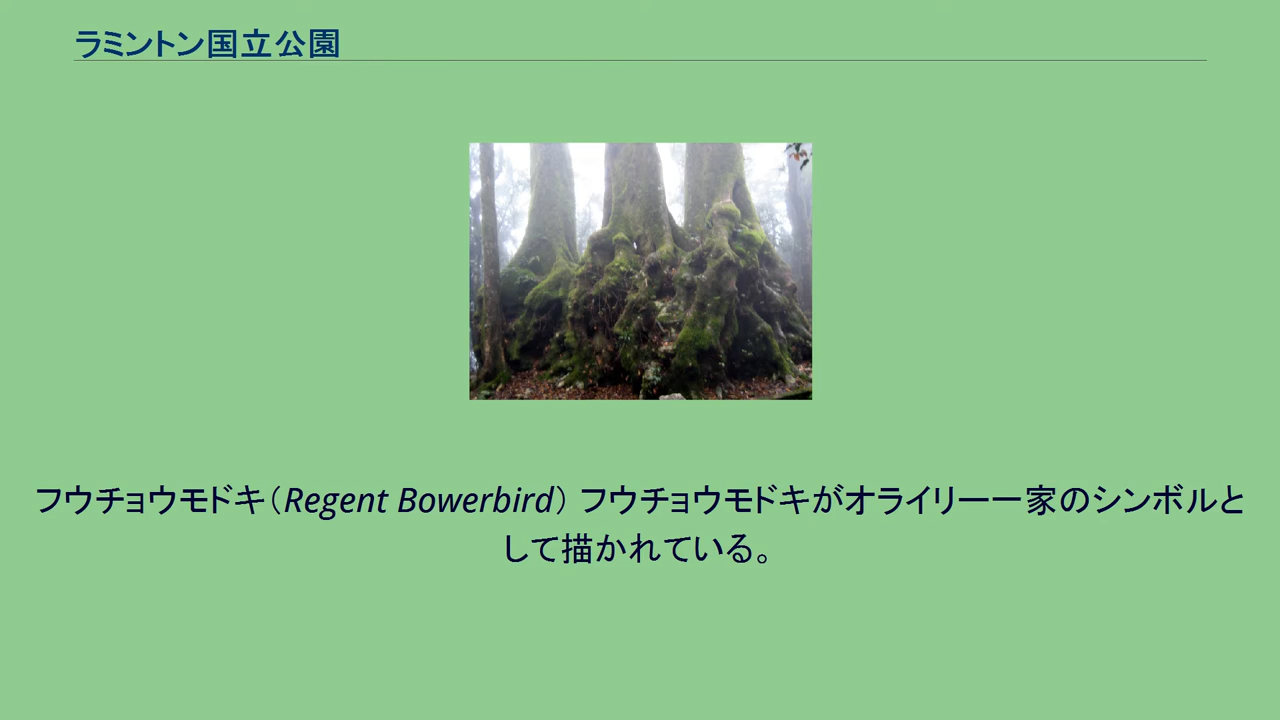 ラミントン国立公園
フウチョウモドキ（Regent Bowerbird） フウチョウモドキがオライリー一家のシンボルと
して描かれている。